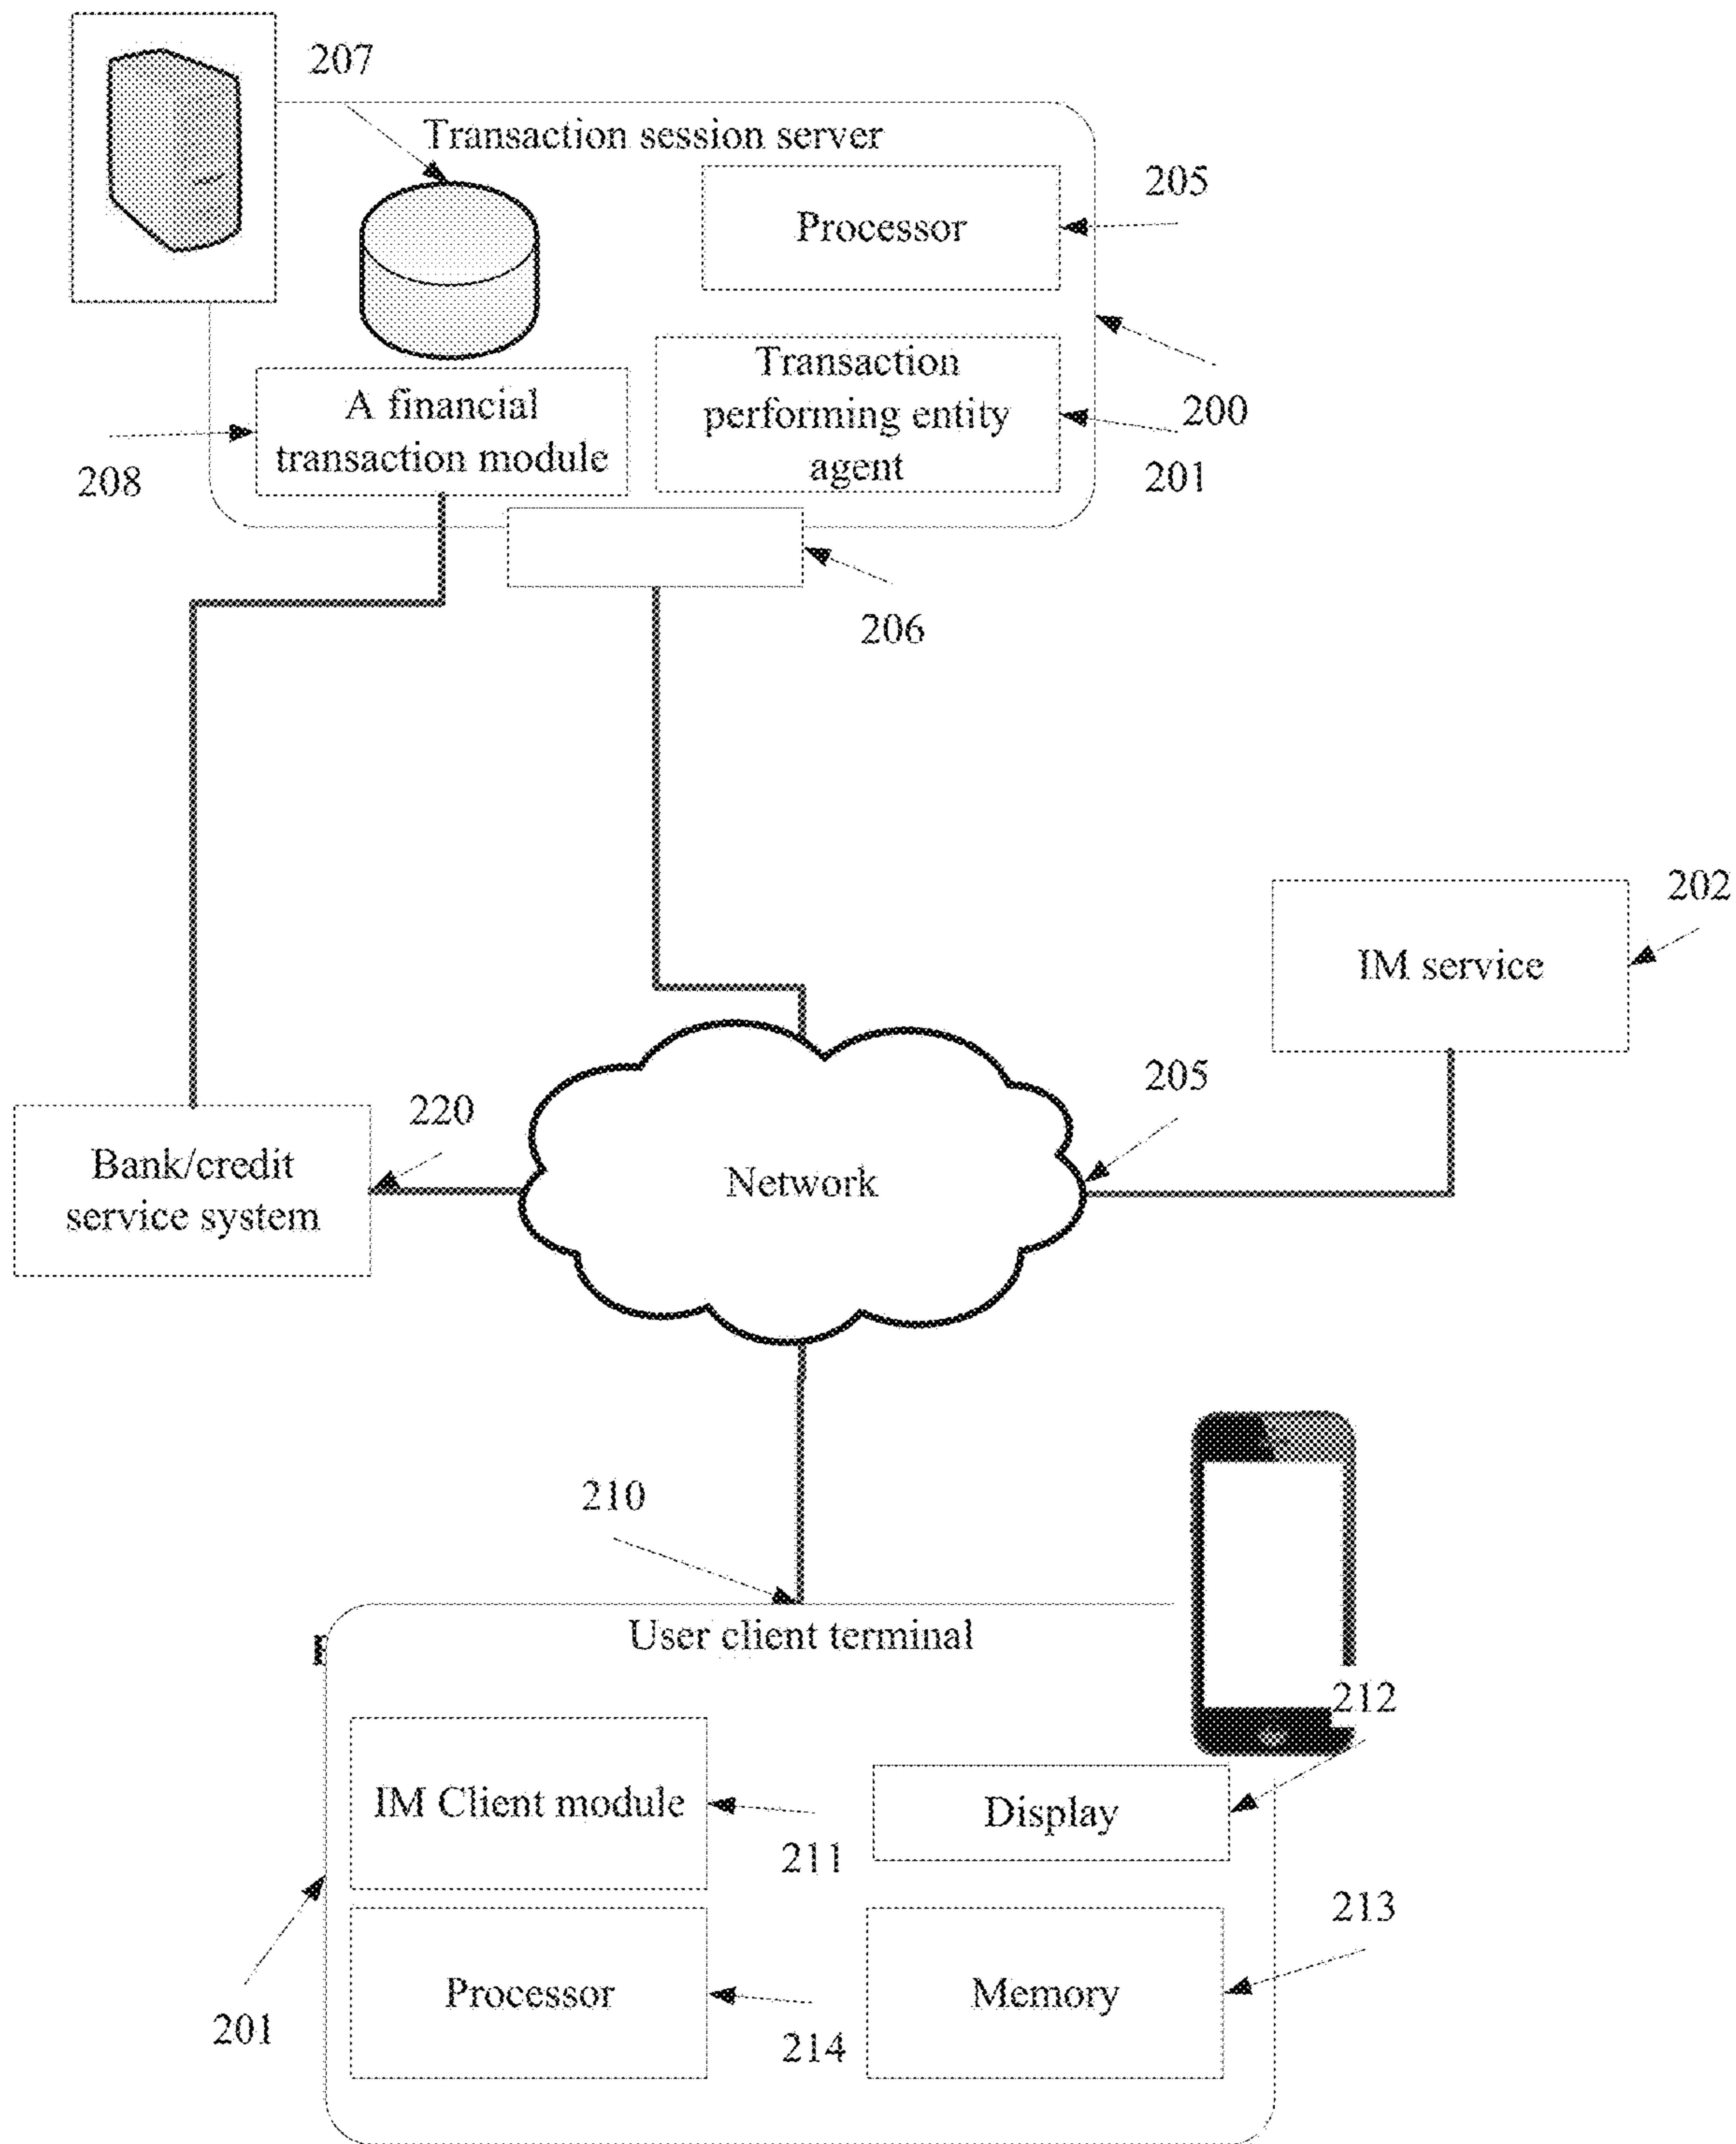 207
Transaction session server
205
Processor
Transaction
performing entity
agent
200
A financial
transaction module
208
201
206
202
IM service
205
220
Bank/credit
service system
Network
210
User client terminal
212
IM Client module
Display
211
213
Processor
Memory
201
214